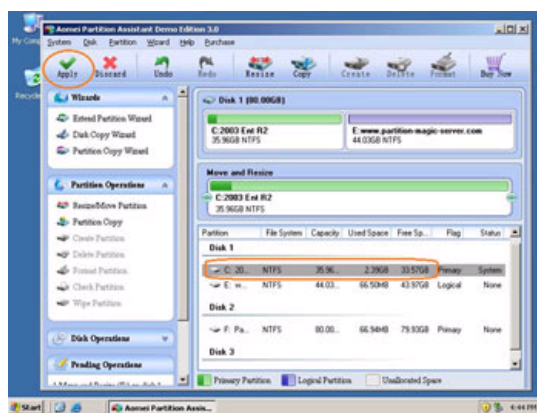 Aomei Partition Assistant Demo Edition 3.0
System Disk Partition Wizard Help Purchase
Apply Discard Undo Redo Resize Copy Create Delete Format Buy Now
Wizards
Extend Partition Wizard
Disk Copy Wizard
Partition Copy Wizard
Partition Operations
Resize/Move Partition
Partition Copy
Create Partition
Delete Partition
Format Partition
Check Partition
Wipe Partition
Disk Operations
Pending Operations
Disk 1 (80.00GB)
C:2003 Ent R2
35.96GB NTFS
E:www.partition-magic-server.com
44.03GB NTFS
Move and Resize
C:2003 Ent R2
35.96GB NTFS
Partition File System Capacity Used Space Free Sp... Flag Status
Disk 1
C: 20... NTFS 35.96... 2.39GB 33.57GB Primary System
E: w... NTFS 44.03... 66.50MB 43.97GB Logical None
Disk 2
F: Pa... NTFS 80.00... 66.94MB 79.93GB Primary None
Disk 3
Primary Partition Logical Partition Unallocated Space
Start Aomei Partition Assis... 4:44 PM